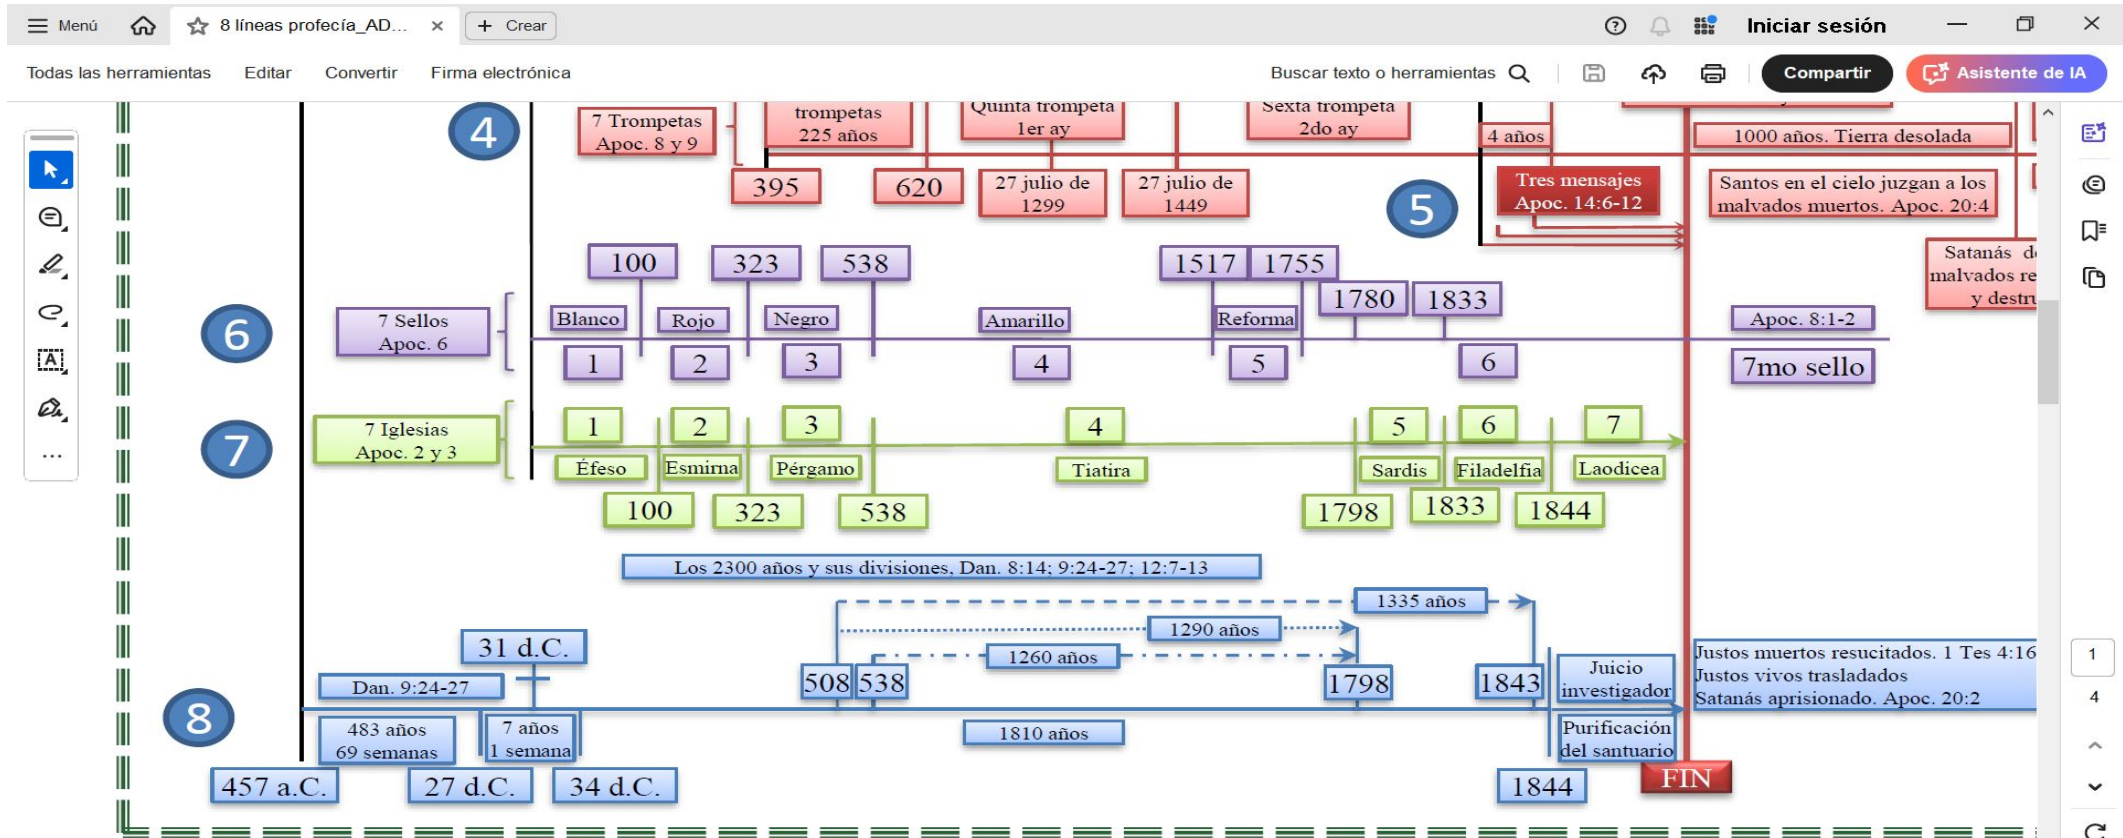 Menú
8 líneas profecía_AD...
Crear
Iniciar sesión
Todas las herramientas
Editar
Convertir
Firma electrónica
Buscar texto o herramientas
Compartir
Asistente de IA
4
7 Trompetas
Apoc. 8 y 9
trompetas
225 años
Quinta trompeta
1er ay
Sexta trompeta
2do ay
4 años
1000 años. Tierra desolada
395
620
27 julio de
1299
27 julio de
1449
5
Tres mensajes
Apoc. 14:6-12
Santos en el cielo juzgan a los
malvados muertos. Apoc. 20:4
Satanás
malvados
y
100
323
538
1517
1755
1780
1833
6
7 Sellos
Apoc. 6
Blanco
Rojo
Negro
Amarillo
Reforma
Apoc. 8:1-2
1
2
3
4
5
6
7mo sello
7
7 Iglesias
Apoc. 2 y 3
1
2
3
4
5
6
7
Éfeso
Esmirna
Pérgamo
Tiatira
Sardis
Filadelfia
Laodicea
100
323
538
1798
1833
1844
Los 2300 años y sus divisiones, Dan. 8:14; 9:24-27; 12:7-13
1335 años
1290 años
1260 años
31 d.C.
Dan. 9:24-27
508
538
1798
1843
Juicio
investigador
Justos muertos resucitados. 1 Tes 4:16
Justos vivos trasladados
Satanás aprisionado. Apoc. 20:2
8
483 años
69 semanas
7 años
1 semana
1810 años
Purificación
del santuario
457 a.C.
27 d.C.
34 d.C.
1844
FIN
1
4